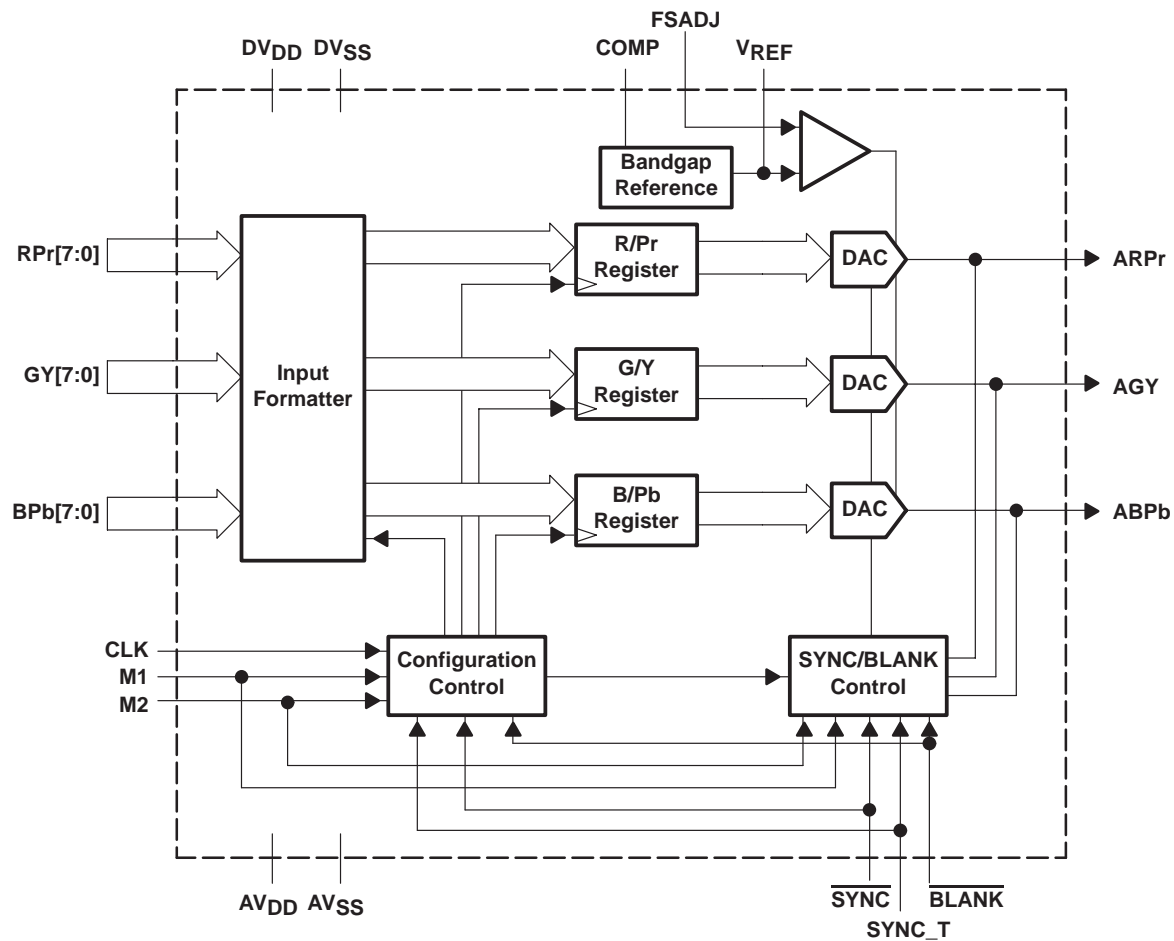 FSADJ
DVDD DVSS COMP VREF
Bandgap
Reference
RPr[7:0]
R/Pr
Register
DAC
ARPr
GY[7:0]
Input
Formatter
G/Y
Register
DAC
AGY
BPb[7:0]
B/Pb
Register
DAC
ABPb
CLK
M1
M2
Configuration
Control
SYNC/BLANK
Control
AVDD AVSS
SYNC BLANK
SYNC_T